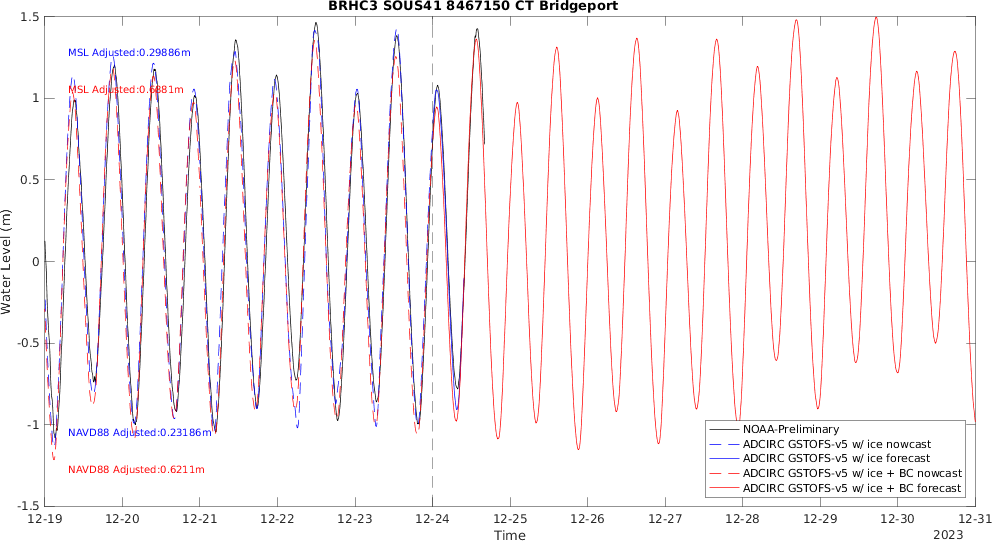 BRHC3 SOUS41 8467150 CT Bridgeport
1.5
MSL Adjusted:0.29886m
MSL Adjusted:0.6881m
1
0.5
0
-0.5
-1
-1.5
Water Level (m)
NAVD88 Adjusted:0.23186m
NAVD88 Adjusted:0.6211m
NOAA-Preliminary
ADCIRC GSTOFS-v5 w/ ice nowcast
ADCIRC GSTOFS-v5 w/ ice forecast
ADCIRC GSTOFS-v5 w/ ice + BC nowcast
ADCIRC GSTOFS-v5 w/ ice + BC forecast
12-19 12-20 12-21 12-22 12-23 12-24 12-25 12-26 12-27 12-28 12-29 12-30 12-31
Time
2023